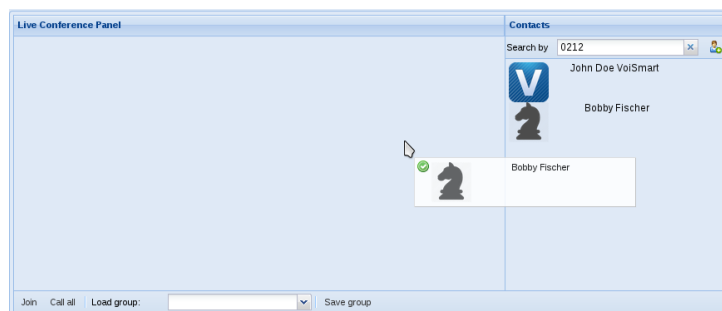 Live Conference Panel
Contacts
Search by 0212
V
John Doe VoiSmart
Bobby Fischer
Bobby Fischer
Join Call all Load group: Save group